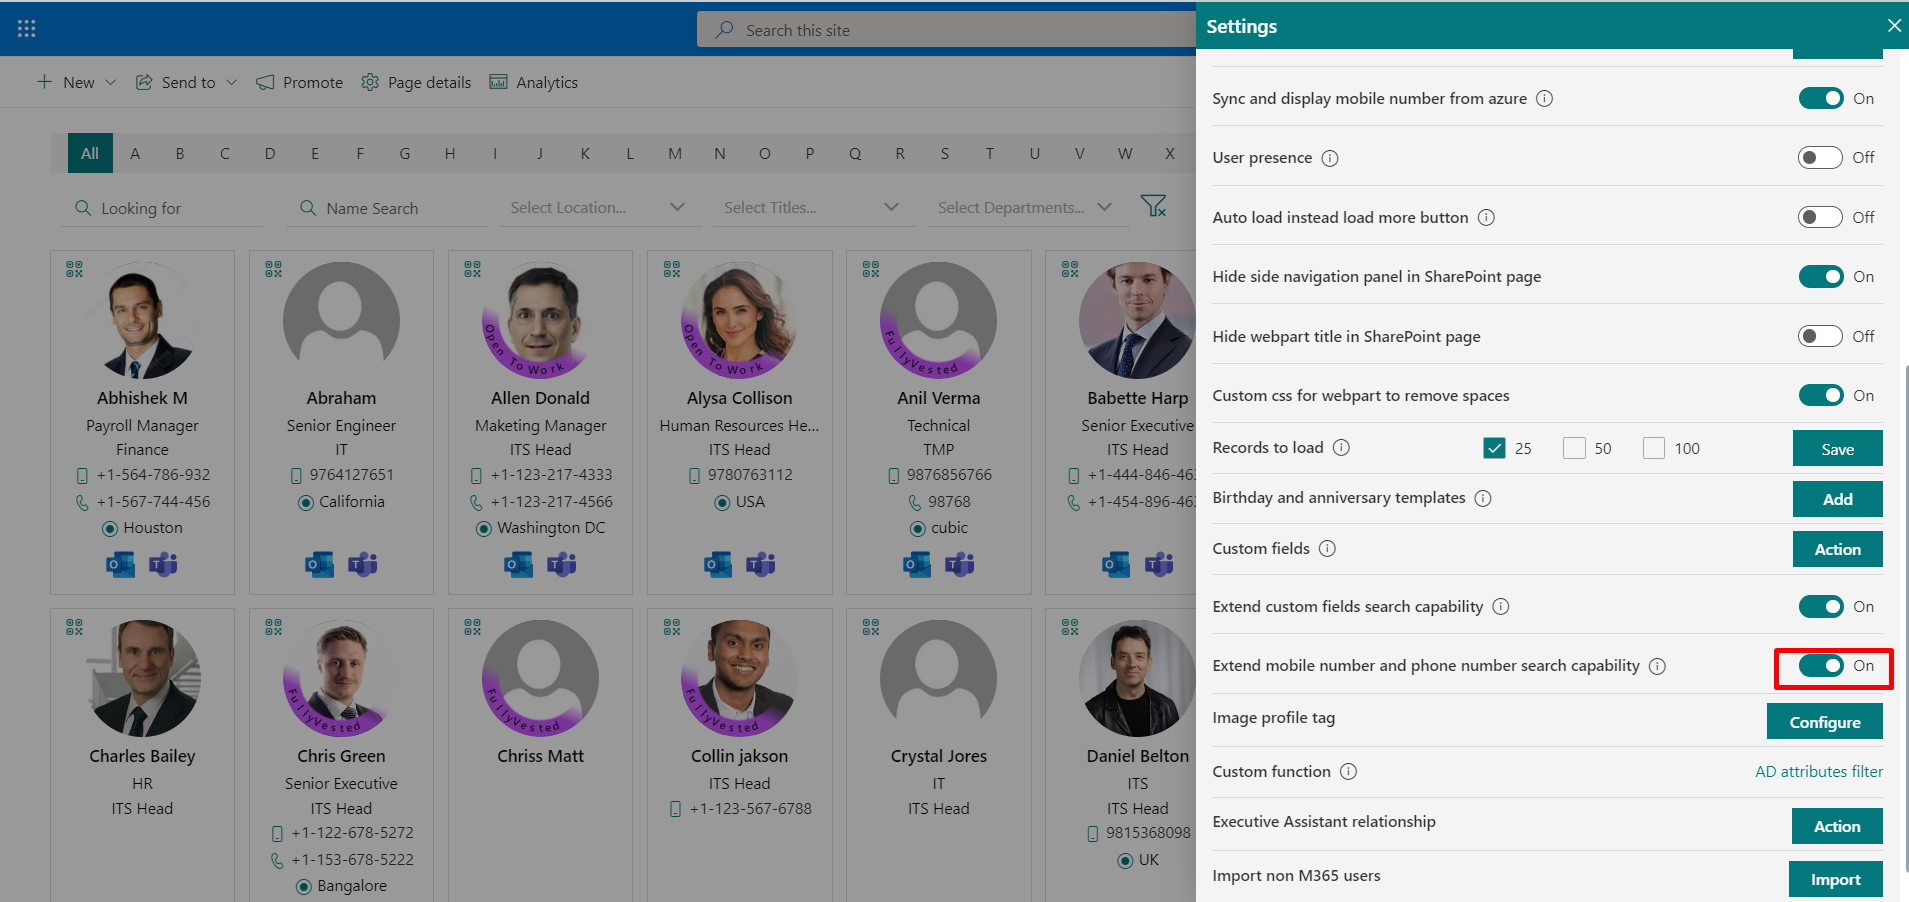 Search this site
Settings
New
Send to
Promote
Page details
Analytics
All A B C D E F G H I J K L M N O P Q R S T U V W X
Looking for
Name Search
Select Location...
Select Titles...
Select Departments...
Abhishek M
Payroll Manager
Finance
+1-564-786-932
+1-567-744-456
Houston
Abraham
Senior Engineer
IT
9764127651
California
Open To Work
Allen Donald
Maketing Manager
ITS Head
+1-123-217-4333
+1-123-217-4566
Washington DC
Open To Work
Alysa Collison
Human Resources He...
ITS Head
9780763112
USA
FullyVested
Anil Verma
Technical
TMP
9876856766
98768
cubic
Babette Harp
Senior Executive
ITS Head
+1-444-846-463
+1-454-896-463
Charles Bailey
HR
ITS Head
FullyVested
Chris Green
Senior Executive
ITS Head
+1-122-678-5272
+1-153-678-5222
Bangalore
FullyVested
Chriss Matt
FullyVested
Collin jakson
ITS Head
+1-123-567-6788
Crystal Jores
IT
ITS Head
Daniel Belton
ITS
ITS Head
9815368098
UK
Sync and display mobile number from azure On
User presence Off
Auto load instead load more button Off
Hide side navigation panel in SharePoint page On
Hide webpart title in SharePoint page Off
Custom css for webpart to remove spaces On
Records to load 25 50 100 Save
Birthday and anniversary templates Add
Custom fields Action
Extend custom fields search capability On
Extend mobile number and phone number search capability On
Image profile tag Configure
Custom function AD attributes filter
Executive Assistant relationship Action
Import non M365 users Import